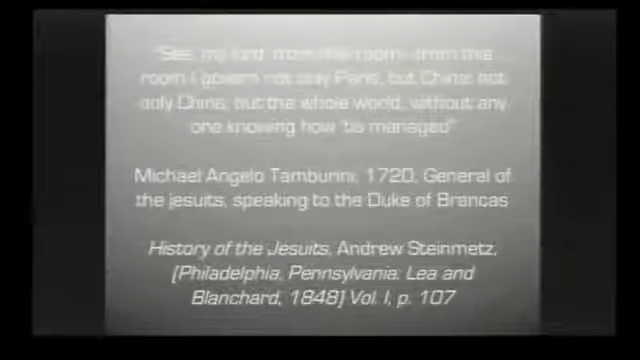 "See, my lord, from this room--from this
room I govern not only Paris, but China: not
only China, but the whole world, without any
one knowing how 'tis managed"
Michael Angelo Tamburini, 1720, General of
the jesuits, speaking to the Duke of Brancas
History of the Jesuits, Andrew Steinmetz,
[Philadelphia, Pennsylvania: Lea and
Blanchard, 1848] Vol. I, p. 107